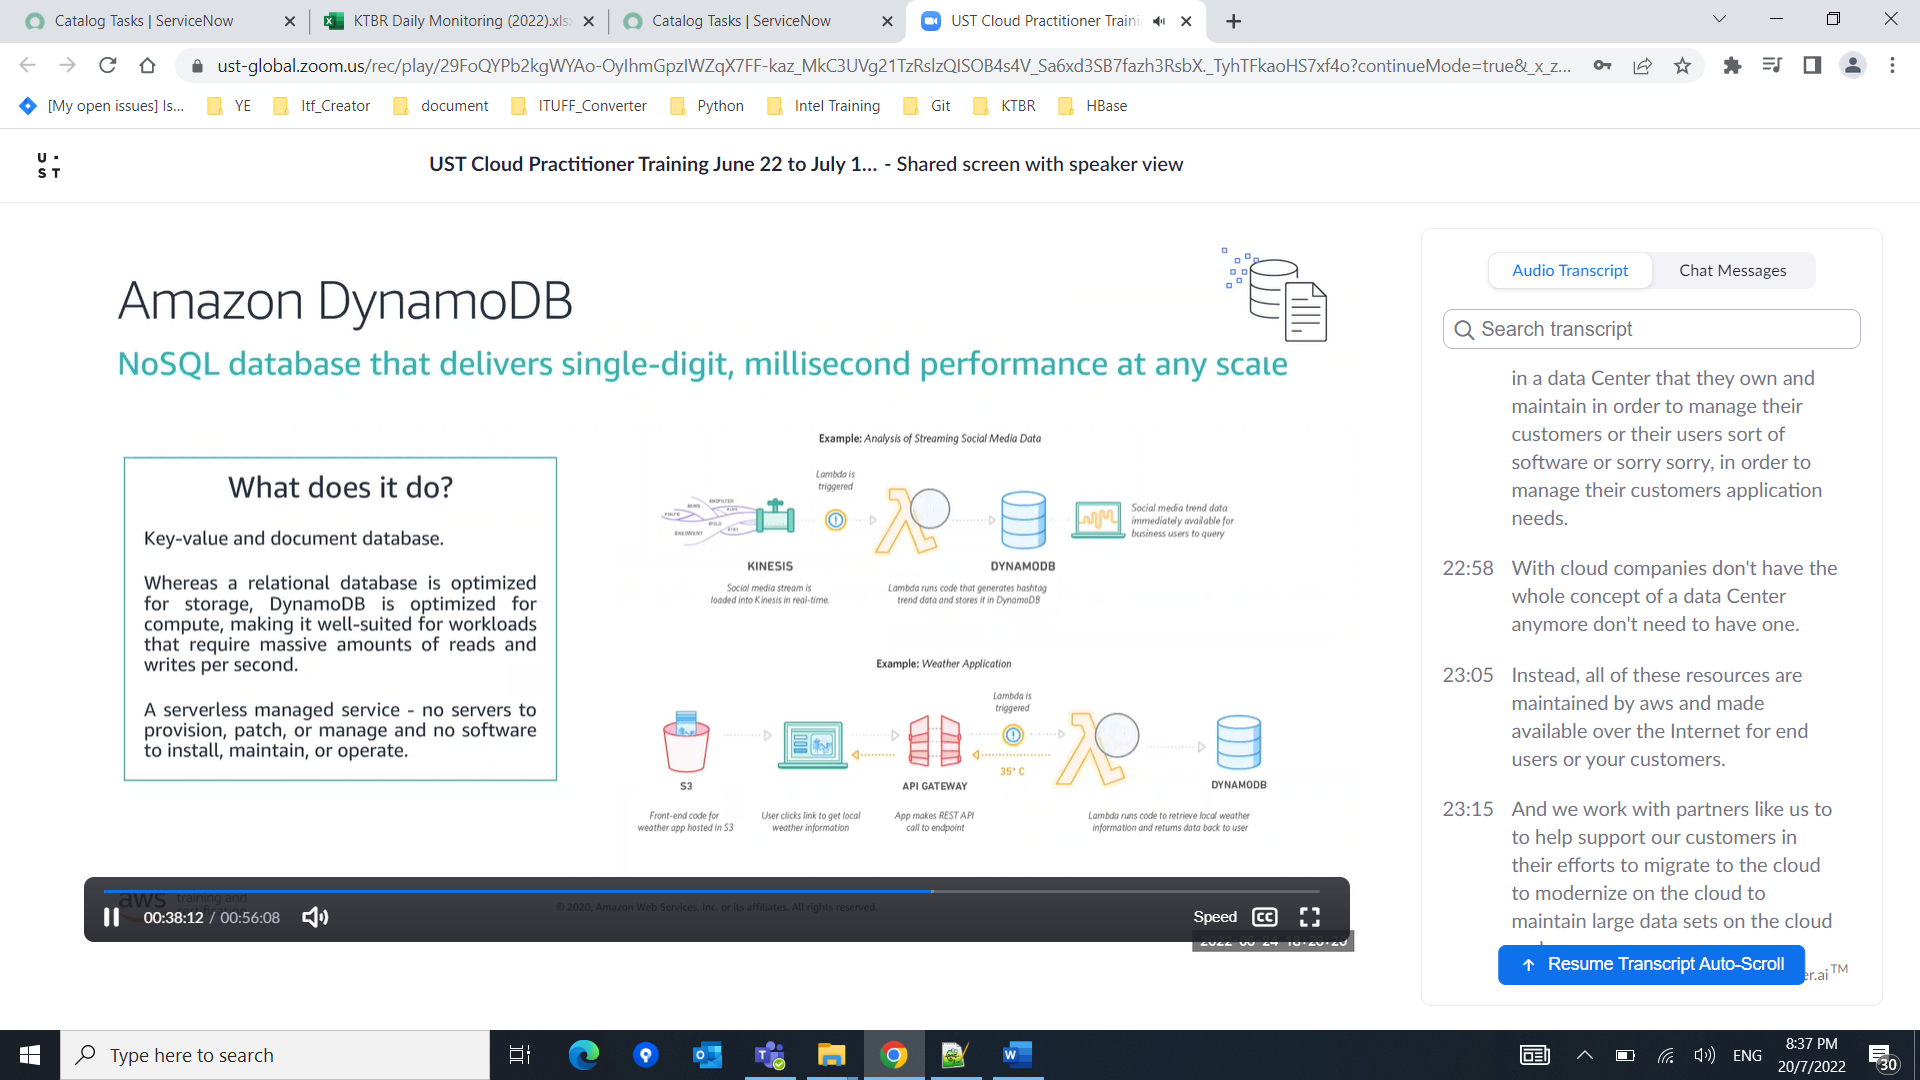 Catalog Tasks | ServiceNow
KTBR Daily Monitoring (2022).xls
Catalog Tasks | ServiceNow
UST Cloud Practitioner Traini
ust-global.zoom.us/rec/play/29FoQYPb2kgWYAo-OyIhmGpzIWZqX7FF-kaz_MkC3UVg21TzRslzQISOB4s4V_Sa6xd3SB7fazh3RsbX._TyhTFkaoHS7xf4o?continueMode=true&_x_z...
[My open issues] Is...
YE
Itf_Creator
document
ITUFF_Converter
Python
Intel Training
Git
KTBR
HBase
U
ST
UST Cloud Practitioner Training June 22 to July 1... - Shared screen with speaker view
Amazon DynamoDB
NoSQL database that delivers single-digit, millisecond performance at any scale
What does it do?
Key-value and document database.
Whereas a relational database is optimized
for storage, DynamoDB is optimized for
compute, making it well-suited for workloads
that require massive amounts of reads and
writes per second.
A serverless managed service - no servers to
provision, patch, or manage and no software
to install, maintain, or operate.
Example: Analysis of Streaming Social Media Data
Lambda is
triggered
KINESIS
Social media stream is
loaded into Kinesis in real-time.
Lambda runs code that generates hashtag
trend data and stores it in DynamoDB
DYNAMODB
Social media trend data
immediately available for
business users to query
Example: Weather Application
Lambda is
triggered
35° C
S3
Front-end code for
weather app hosted in S3
User clicks link to get local
weather information
API GATEWAY
App makes REST API
call to endpoint
Lambda runs code to retrieve local weather
information and returns data back to user
DYNAMODB
aws training and
© 2020, Amazon Web Services, Inc. or its affiliates. All rights reserved.
00:38:12 / 00:56:08
Speed
CC
Audio Transcript
Chat Messages
Search transcript
in a data Center that they own and
maintain in order to manage their
customers or their users sort of
software or sorry sorry, in order to
manage their customers application
needs.
22:58 With cloud companies don't have the
whole concept of a data Center
anymore don't need to have one.
23:05 Instead, all of these resources are
maintained by aws and made
available over the Internet for end
users or your customers.
23:15 And we work with partners like us to
to help support our customers in
their efforts to migrate to the cloud
to modernize on the cloud to
maintain large data sets on the cloud
Resume Transcript Auto-Scroll
er.ai™
Type here to search
ENG
8:37 PM
20/7/2022
30